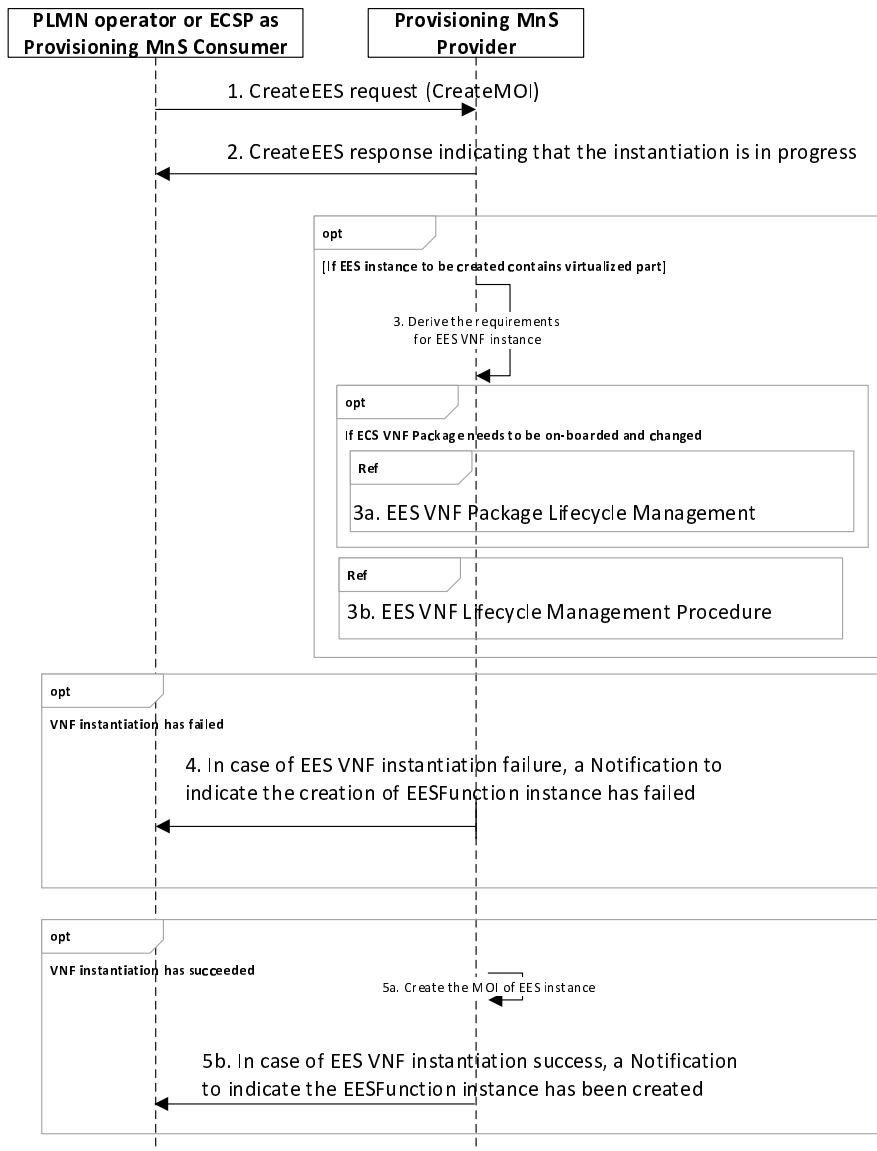 PLMN operator or ECSP as
Provisioning MnS Consumer
Provisioning MnS
Provider
1. CreateEES request (CreateMOI)
2. CreateEES response indicating that the instantiation is in progress
opt
[If EES instance to be created contains virtualized part]
3. Derive the requirements
for EES VNF instance
opt
If ECS VNF Package needs to be on-boarded and changed
Ref
3a. EES VNF Package Lifecycle Management
Ref
3b. EES VNF Lifecycle Management Procedure
opt
VNF instantiation has failed
4. In case of EES VNF instantiation failure, a Notification to
indicate the creation of EESFunction instance has failed
opt
VNF instantiation has succeeded
5a. Create the MOI of EES instance
5b. In case of EES VNF instantiation success, a Notification
to indicate the EESFunction instance has been created